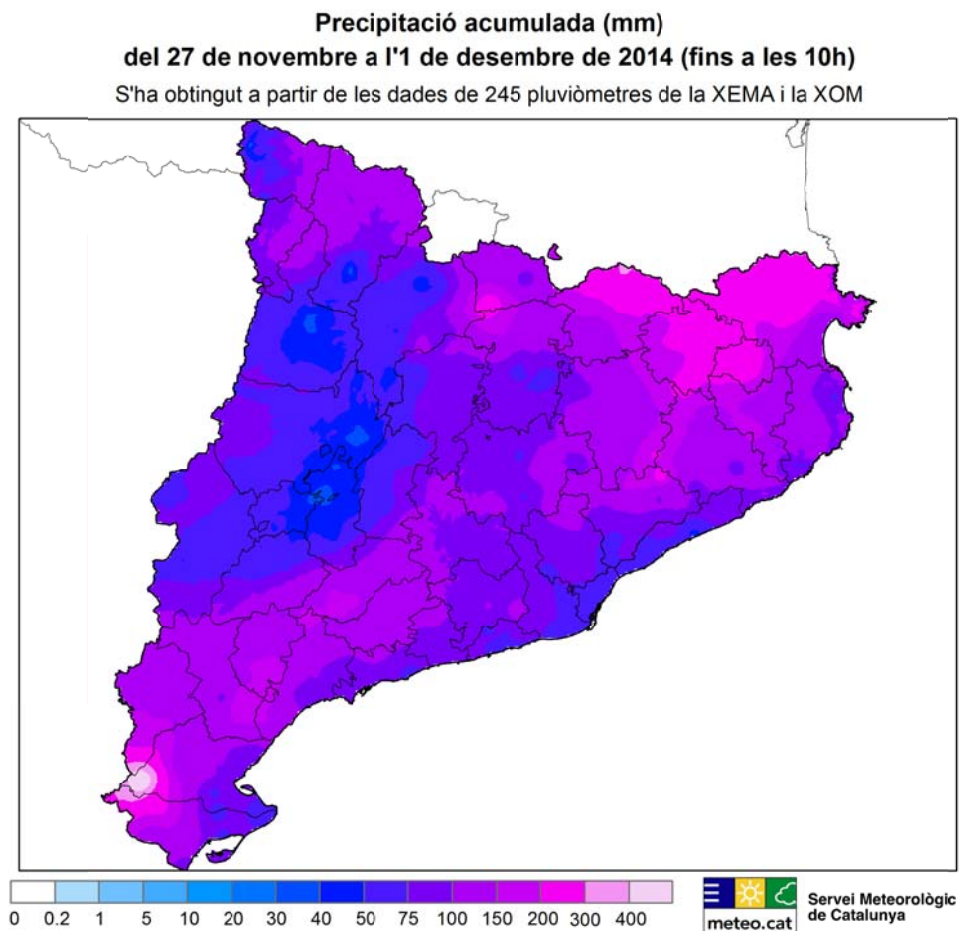 Precipitació acumulada (mm)
del 27 de novembre a l'1 de desembre de 2014 (fins a les 10h)
S'ha obtingut a partir de les dades de 245 pluviòmetres de la XEMA i la XOM
0 0.2 1 5 10 20 30 40 50 75 100 150 200 300 400
meteo.cat
Servei Meteorològic
de Catalunya